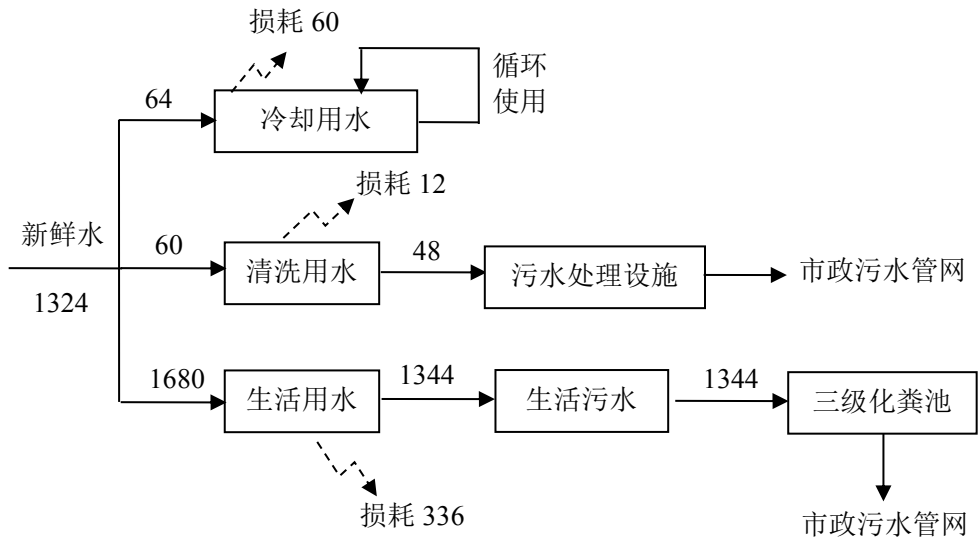 损耗 60
循环
使用
64
冷却用水
损耗 12
新鲜水
60
清洗用水
48
污水处理设施
市政污水管网
1324
1680
生活用水
1344
生活污水
1344
三级化粪池
损耗 336
市政污水管网